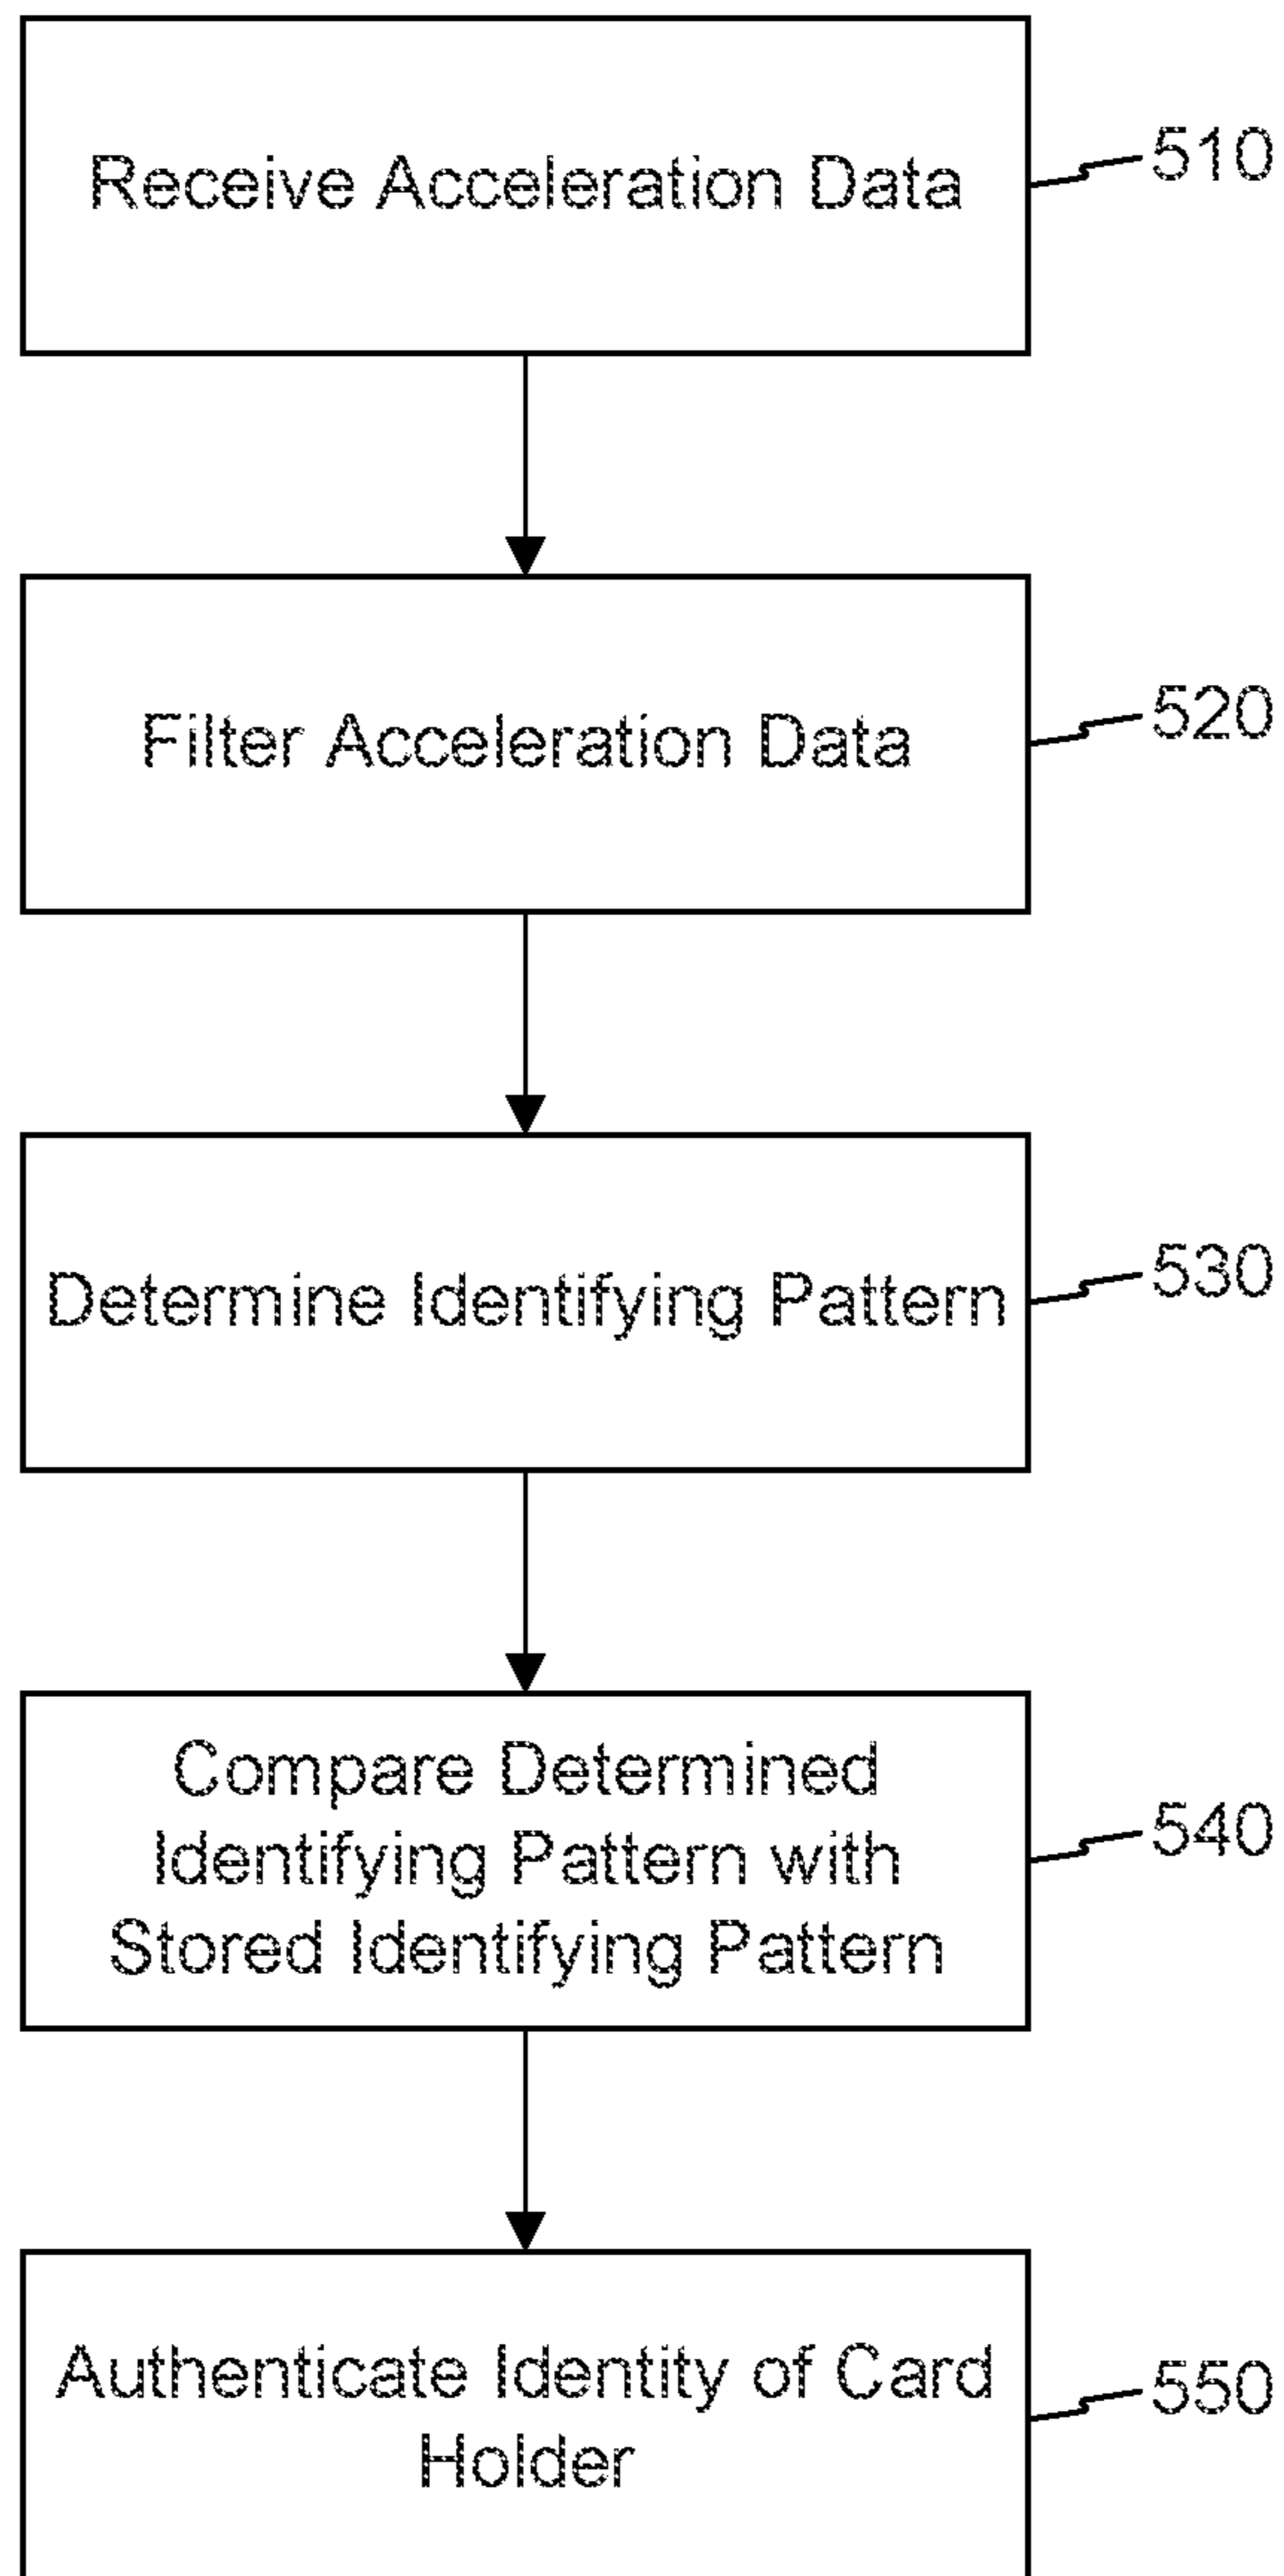 Receive Acceleration Data
510
Filter Acceleration Data
520
Determine Identifying Pattern
530
Compare Determined
Identifying Pattern with
Stored Identifying Pattern
540
Authenticate Identity of Card
Holder
550